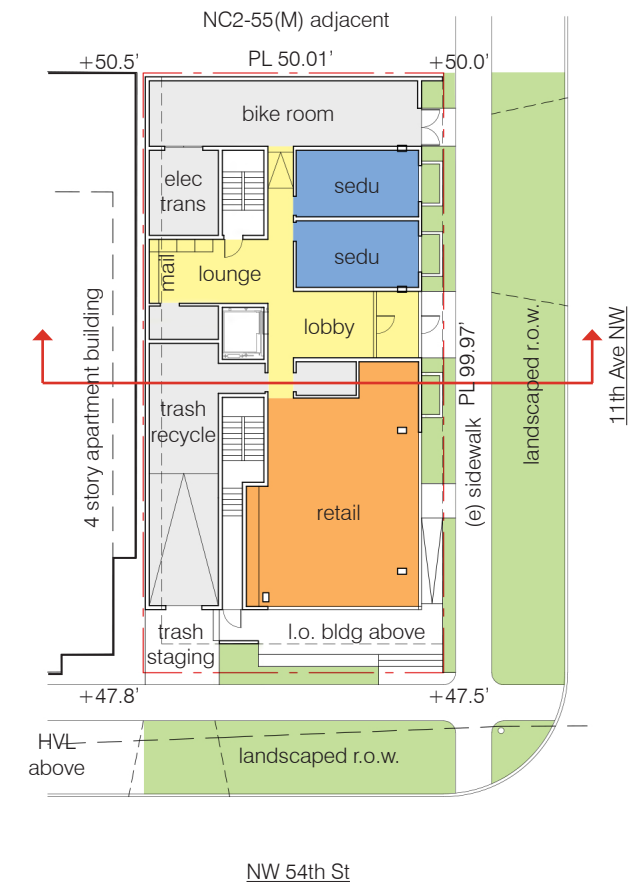 NC2-55(M) adjacent
+50.5'
PL 50.01'
+50.0'
bike room
elec
trans
sedu
sedu
mail
lounge
lobby
4 story apartment building
trash
recycle
retail
(e) sidewalk
PL 99.97'
landscaped r.o.w.
11th Ave NW
trash
staging
l.o. bldg above
+47.8'
+47.5'
HVL
above
landscaped r.o.w.
NW 54th St